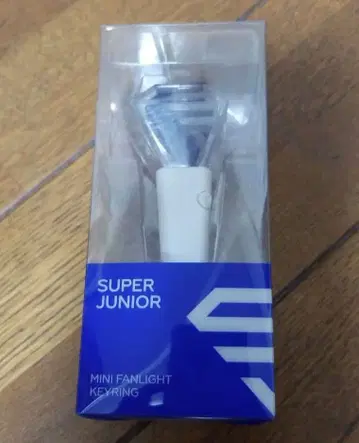 SUPER
JUNIOR
MINI FANLIGHT
KEYRING